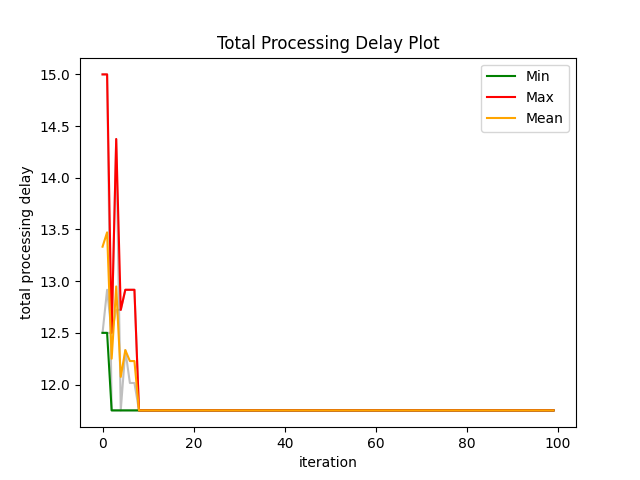 Total Processing Delay Plot
Min
Max
Mean
total processing delay
15.0
14.5
14.0
13.5
13.0
12.5
12.0
0 20 40 60 80 100
iteration